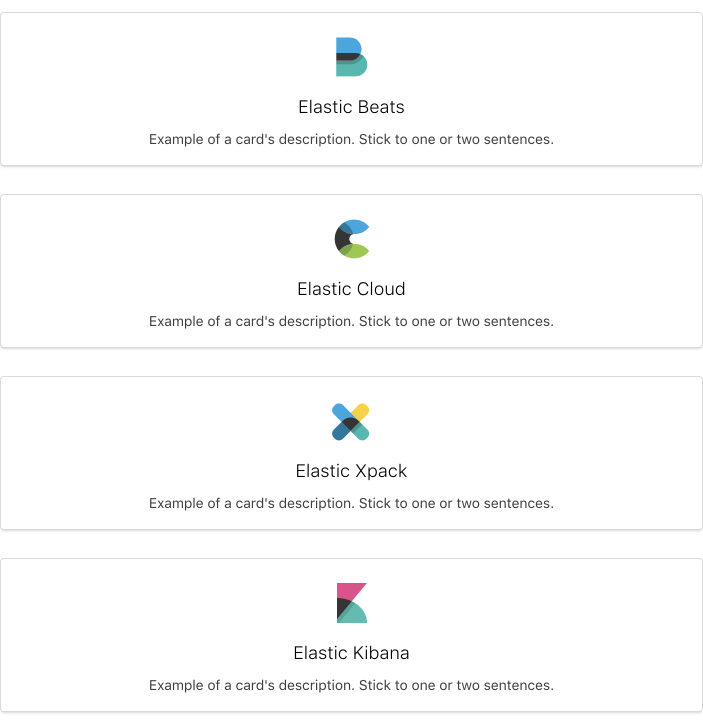 Elastic Beats
Example of a card's description. Stick to one or two sentences.
Elastic Cloud
Example of a card's description. Stick to one or two sentences.
Elastic Xpack
Example of a card's description. Stick to one or two sentences.
Elastic Kibana
Example of a card's description. Stick to one or two sentences.